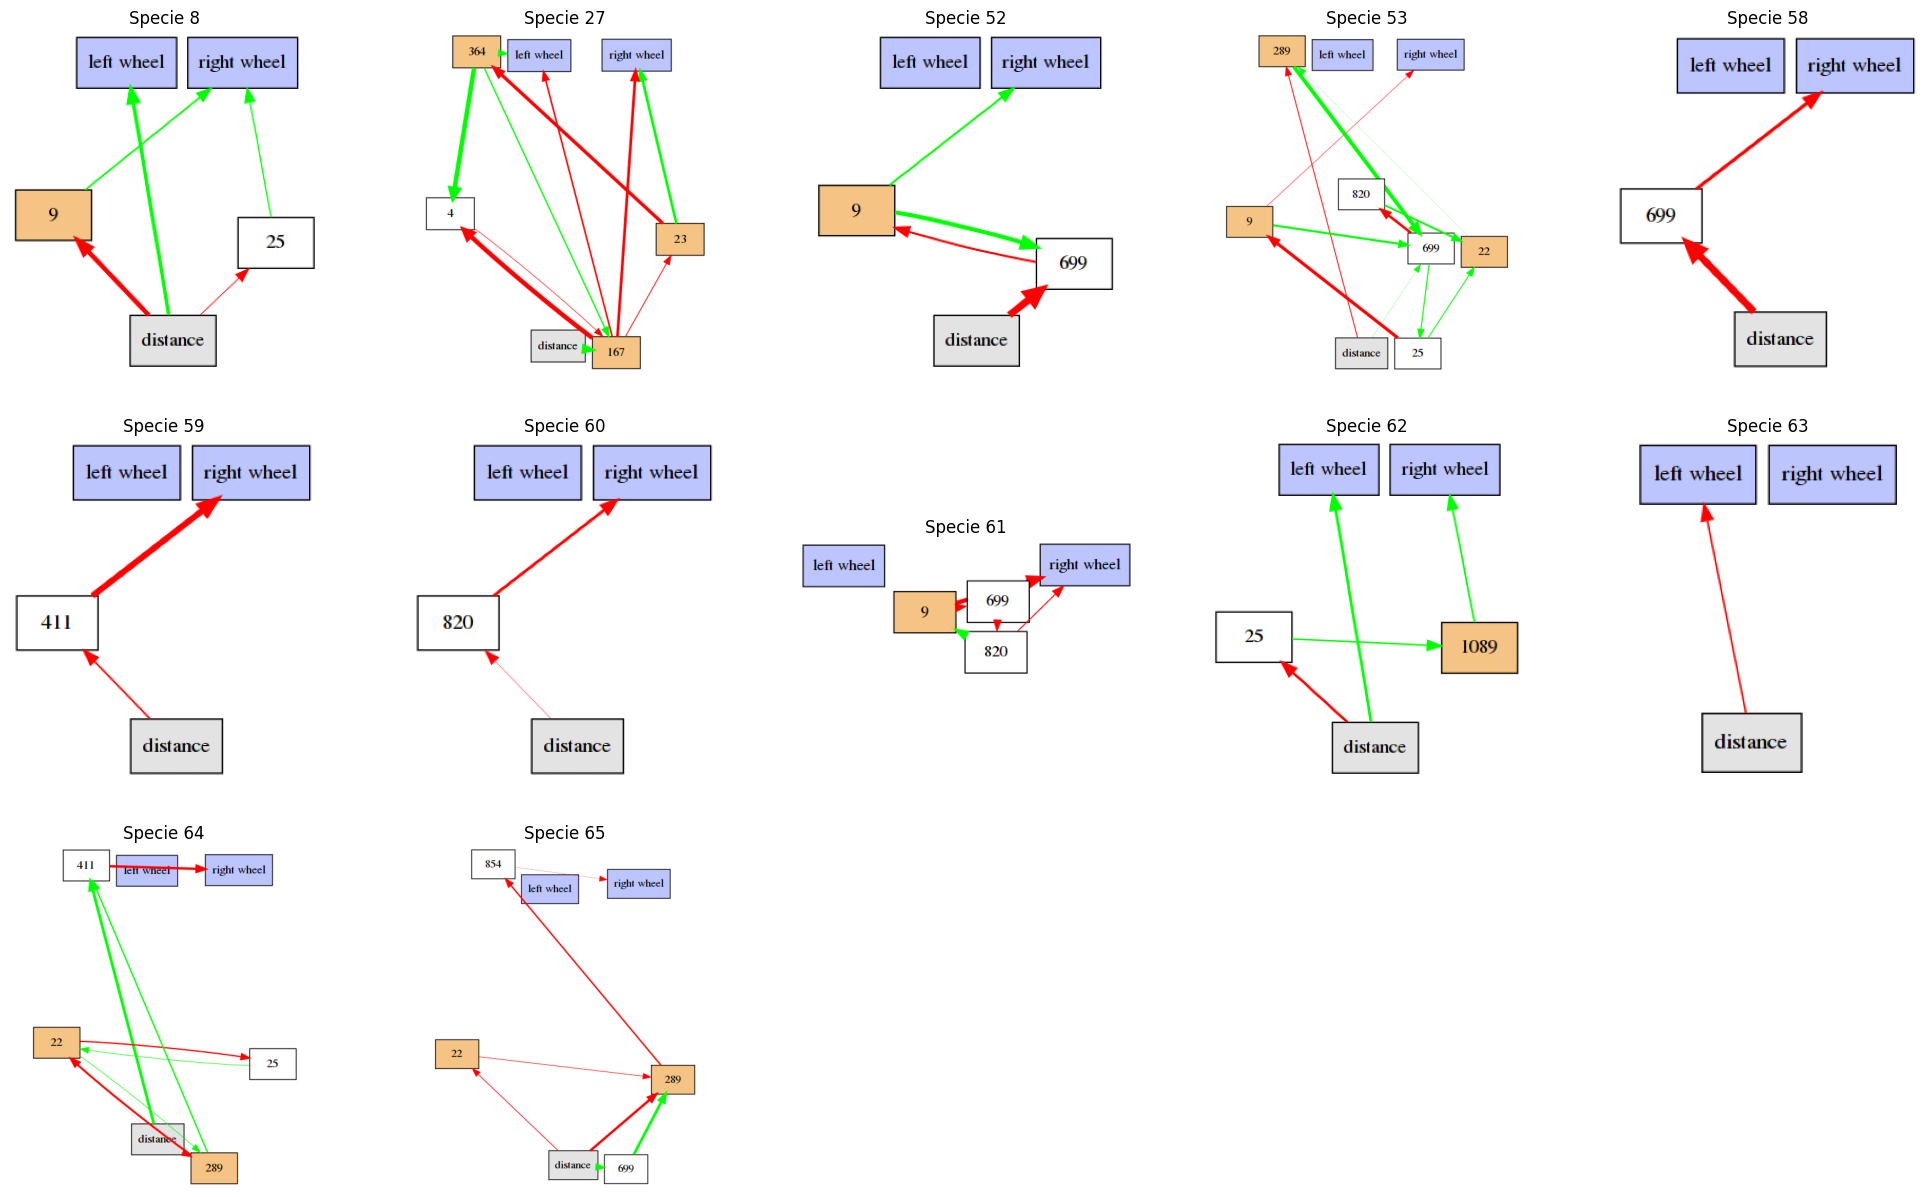 Specie 8
left wheel
right wheel
9
25
distance
Specie 27
364
left wheel
right wheel
4
23
distance
167
Specie 52
left wheel
right wheel
9
699
distance
Specie 53
289
left wheel
right wheel
820
9
699
22
distance
25
Specie 58
left wheel
right wheel
699
distance
Specie 59
left wheel
right wheel
411
distance
Specie 60
left wheel
right wheel
820
distance
Specie 61
left wheel
right wheel
9
699
820
Specie 62
left wheel
right wheel
25
1089
distance
Specie 63
left wheel
right wheel
distance
Specie 64
411
left wheel
right wheel
22
25
distance
289
Specie 65
854
left wheel
right wheel
22
289
distance
699